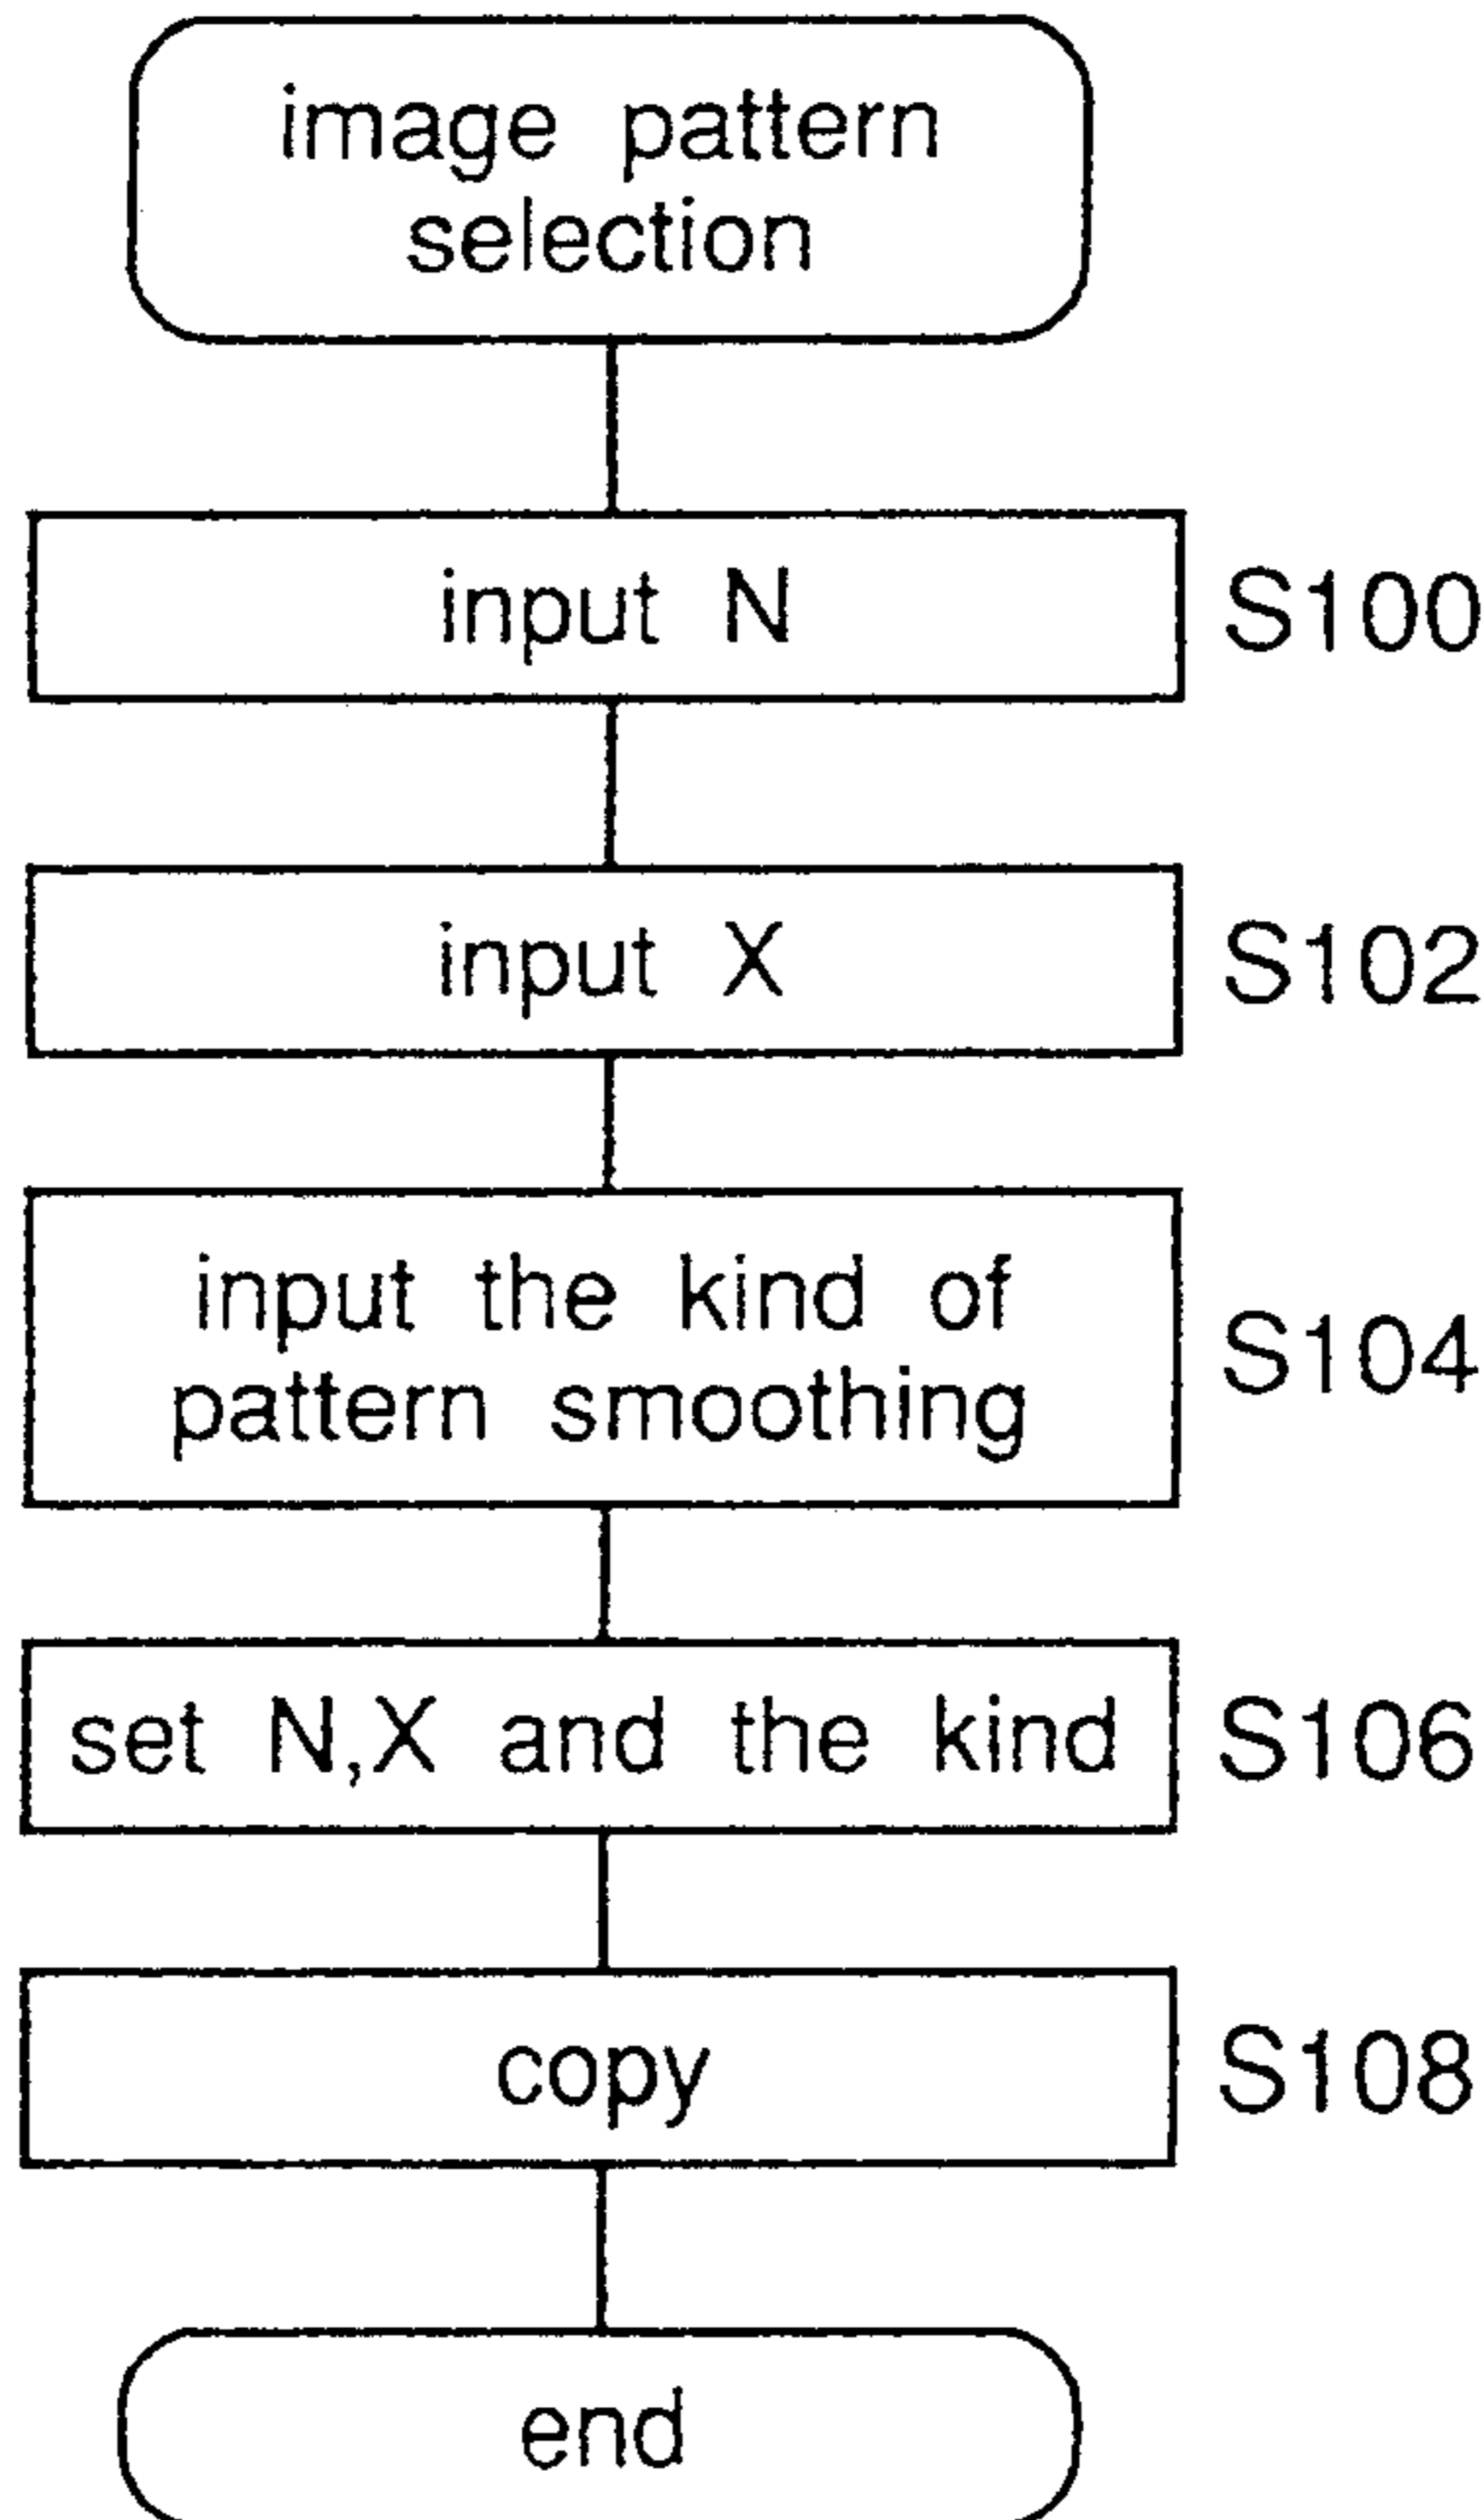 image pattern
selection
input N S100
input X S102
input the kind of
pattern smoothing S104
set N,X and the kind S106
copy S108
end